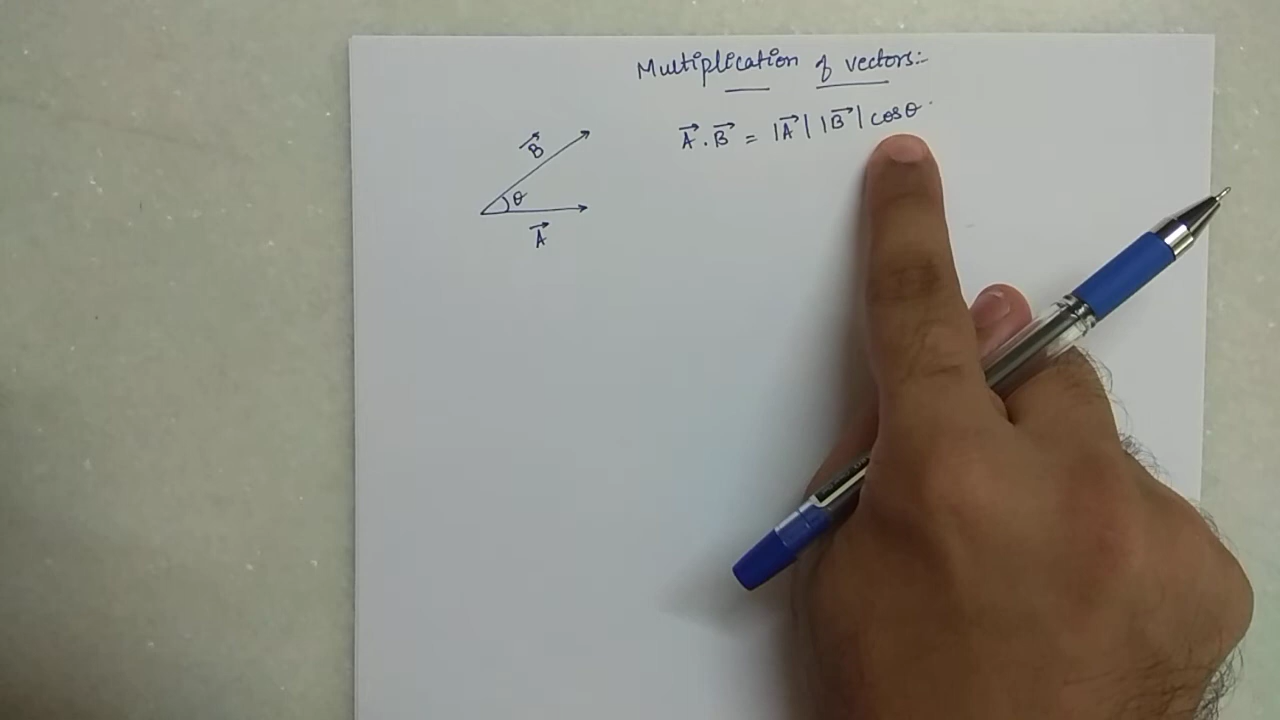 Multiplication of vectors:-
A⃗ . B⃗ = |A⃗| |B⃗| cosθ
B⃗
θ
A⃗